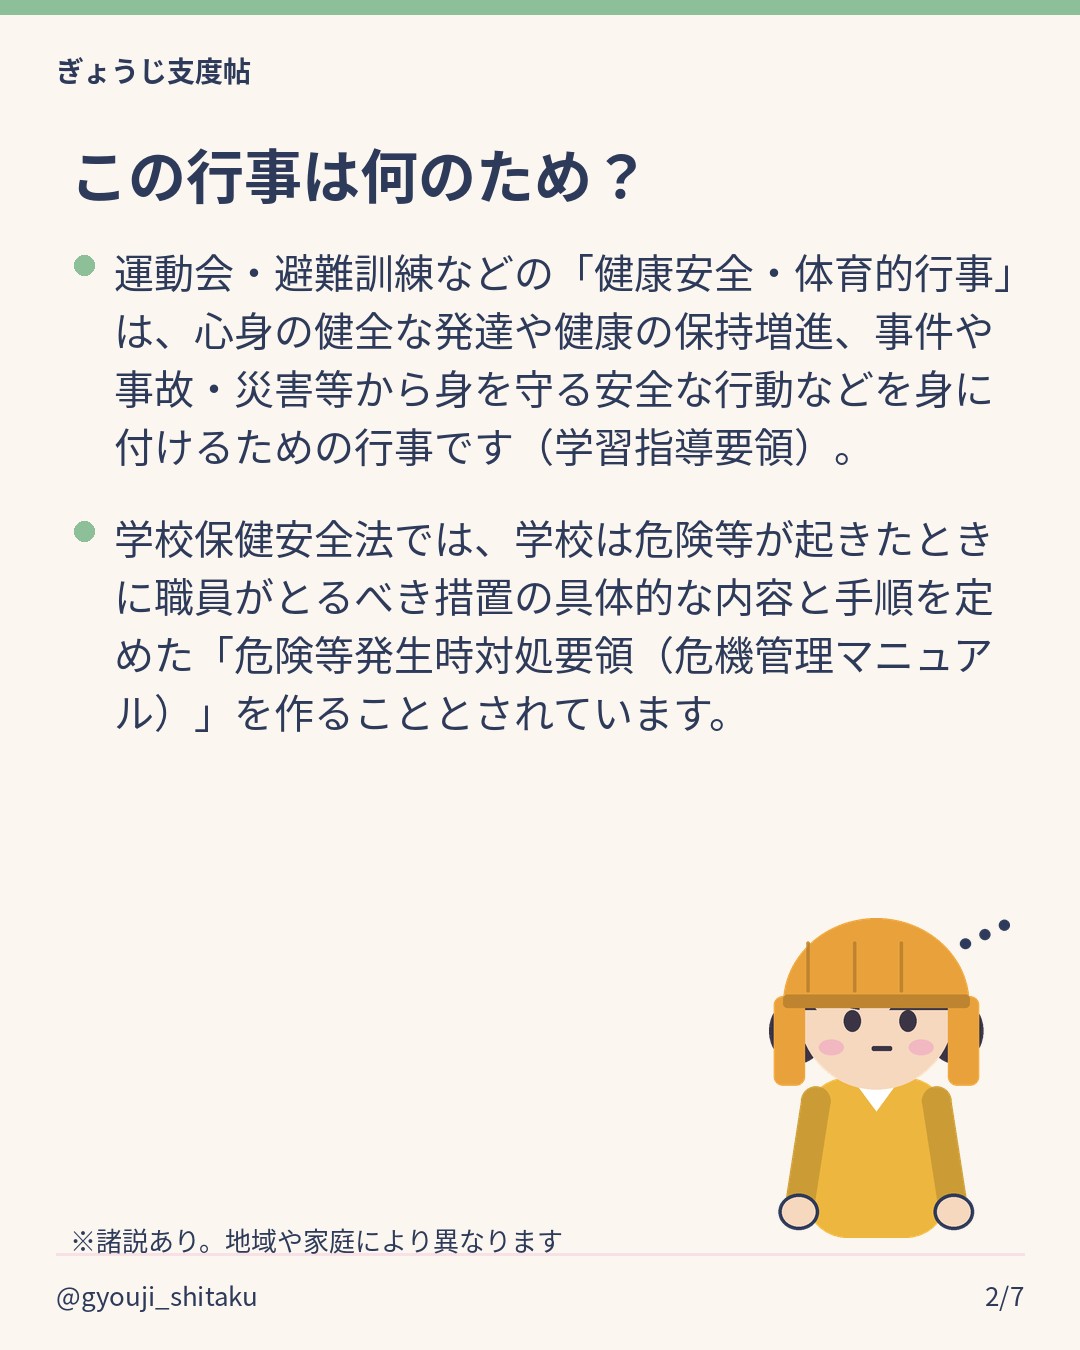 ぎょうじ支度帖
この行事は何のため？
運動会・避難訓練などの「健康安全・体育的行事」
は、心身の健全な発達や健康の保持増進、事件や
事故・災害等から身を守る安全な行動などを身に
付けるための行事です（学習指導要領）。
学校保健安全法では、学校は危険等が起きたとき
に職員がとるべき措置の具体的な内容と手順を定
めた「危険等発生時対処要領（危機管理マニュア
ル）」を作ることとされています。
※諸説あり。地域や家庭により異なります
@gyouji_shitaku
2/7